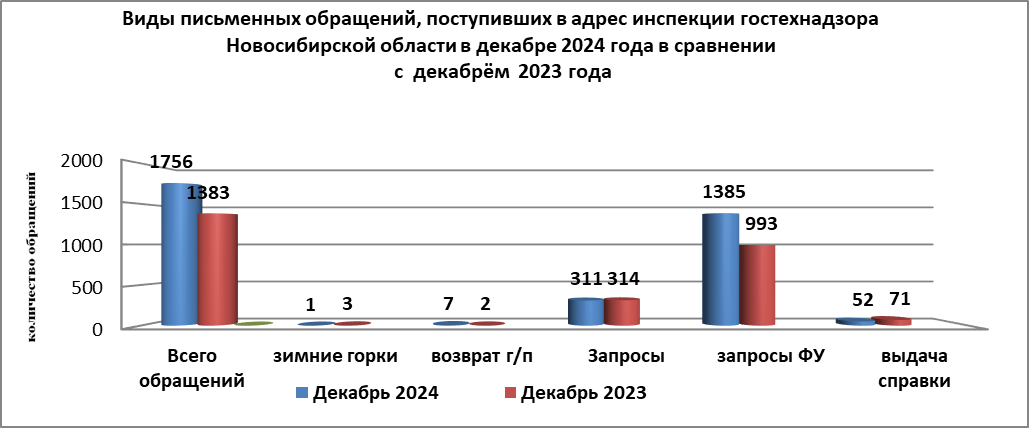 Виды письменных обращений, поступивших в адрес инспекции гостехнадзора
Новосибирской области в декабре 2024 года в сравнении
с декабрём 2023 года
количество обращений
2000
1500
1000
500
0
1756
1383
1
3
7
2
311
314
1385
993
52
71
Всего
обращений
зимние горки
возврат г/п
Запросы
запросы ФУ
выдача
справки
Декабрь 2024
Декабрь 2023